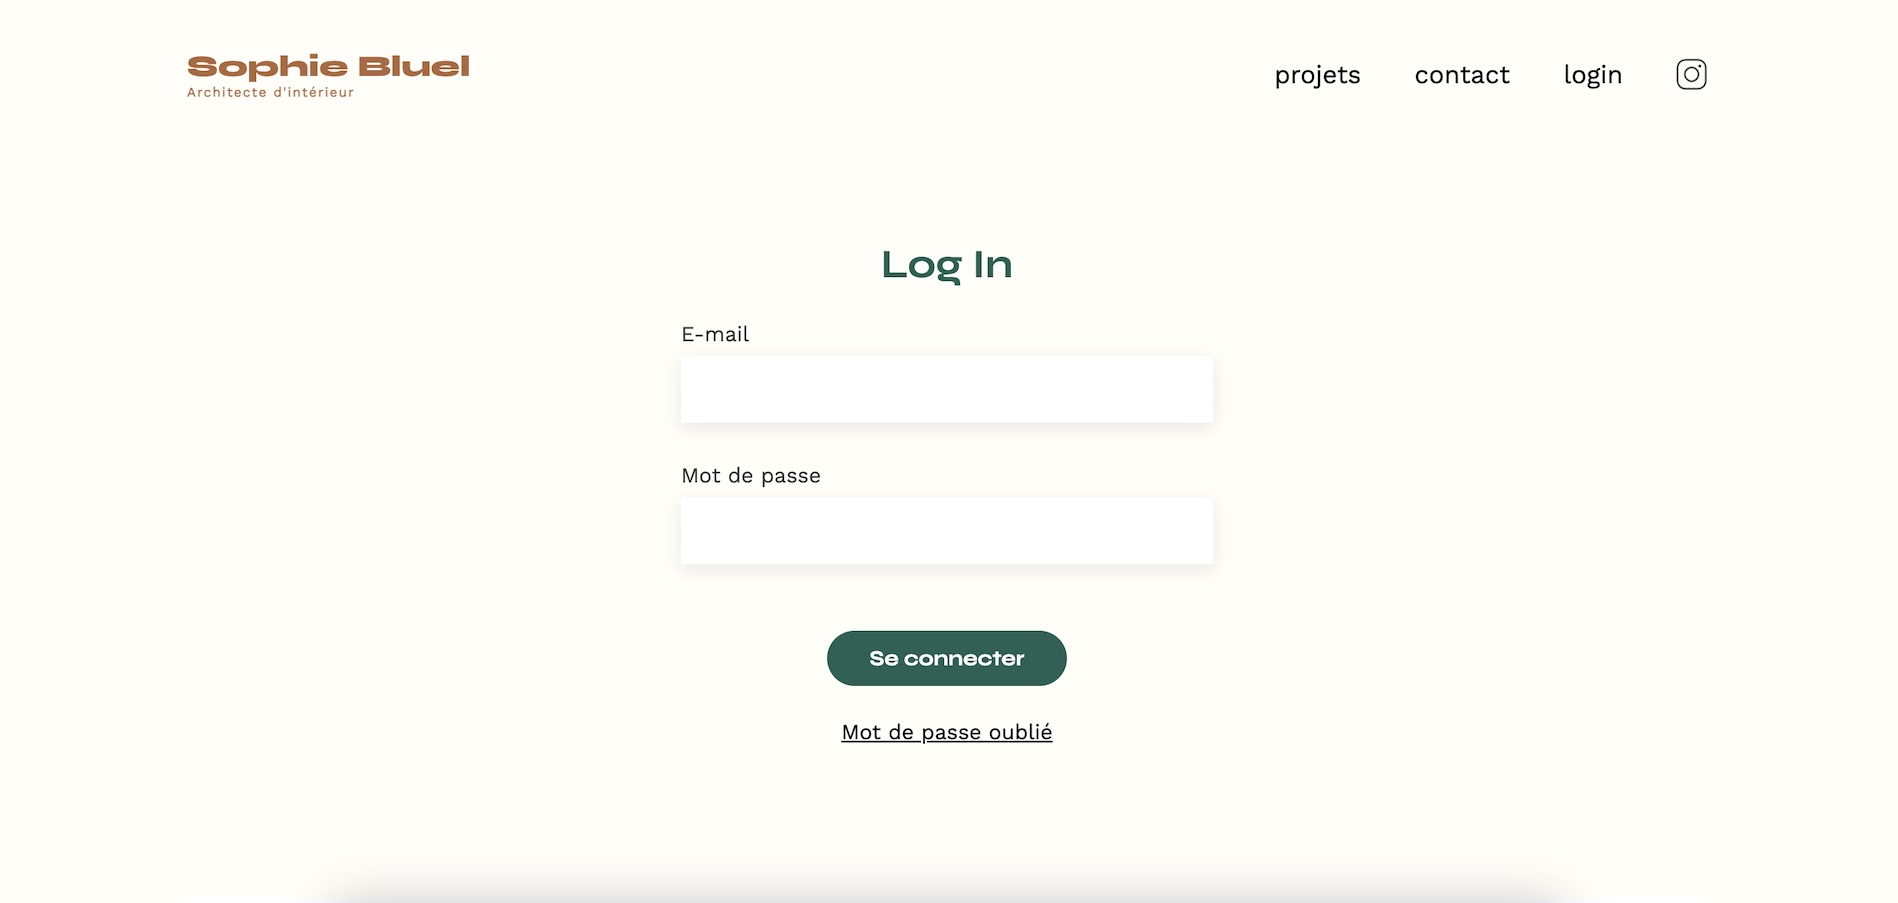 Sophie Bluel
Architecte d'intérieur
projets
contact
login
Log In
E-mail
Mot de passe
Se connecter
Mot de passe oublié